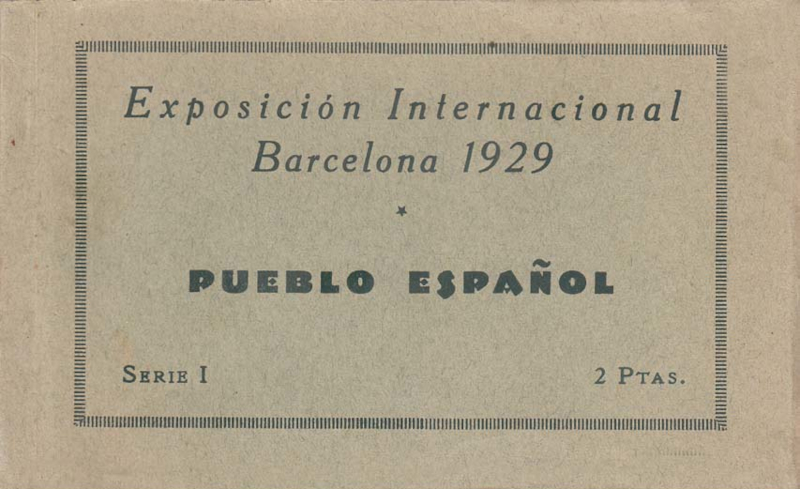 Exposición Internacional
Barcelona 1929
PUEBLO ESPAÑOL
SERIE I
2 PTAS.